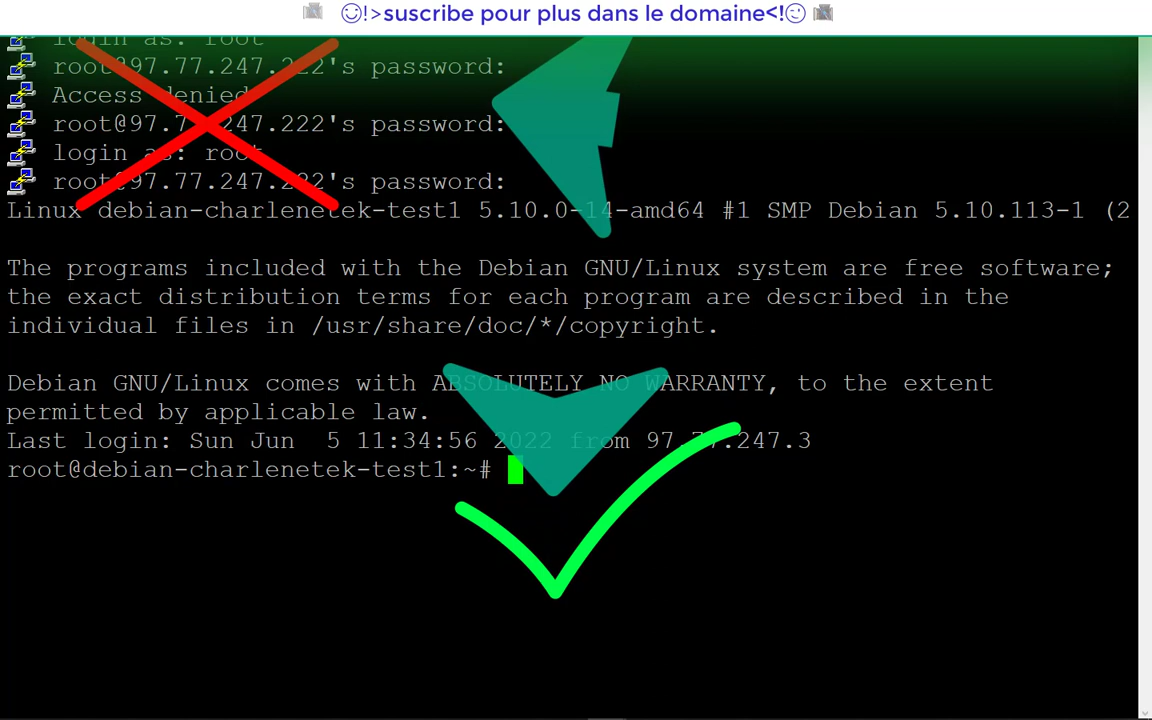 ☺!>suscribe pour plus dans le domaine<!😉
login as: root
root@97.77.247.222's password:
Access denied
root@97.77.247.222's password:
login as: root
root@97.77.247.222's password:
Linux debian-charlenetek-test1 5.10.0-14-amd64 #1 SMP Debian 5.10.113-1 (2
The programs included with the Debian GNU/Linux system are free software;
the exact distribution terms for each program are described in the
individual files in /usr/share/doc/*/copyright.
Debian GNU/Linux comes with ABSOLUTELY NO WARRANTY, to the extent
permitted by applicable law.
Last login: Sun Jun  5 11:34:56 2022 from 97.77.247.3
root@debian-charlenetek-test1:~#